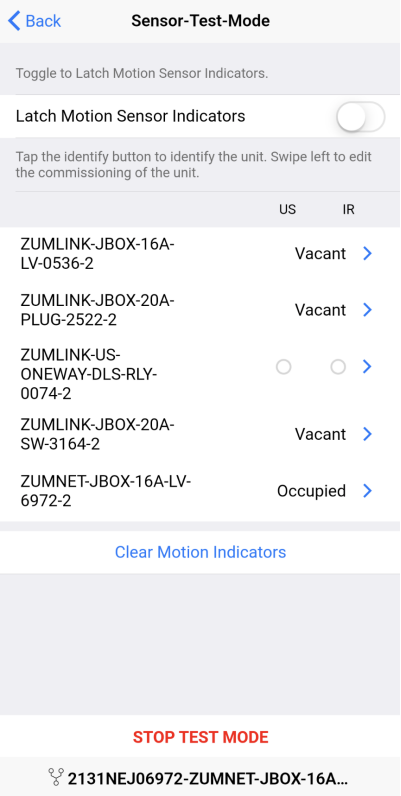 Back
Sensor-Test-Mode
Toggle to Latch Motion Sensor Indicators.
Latch Motion Sensor Indicators
Tap the identify button to identify the unit. Swipe left to edit
the commissioning of the unit.
US IR
ZUMLINK-JBOX-16A-
LV-0536-2
Vacant
ZUMLINK-JBOX-20A-
PLUG-2522-2
Vacant
ZUMLINK-US-
ONEWAY-DLS-RLY-
0074-2
ZUMLINK-JBOX-20A-
SW-3164-2
Vacant
ZUMNET-JBOX-16A-LV-
6972-2
Occupied
Clear Motion Indicators
STOP TEST MODE
2131NEJ06972-ZUMNET-JBOX-16A...